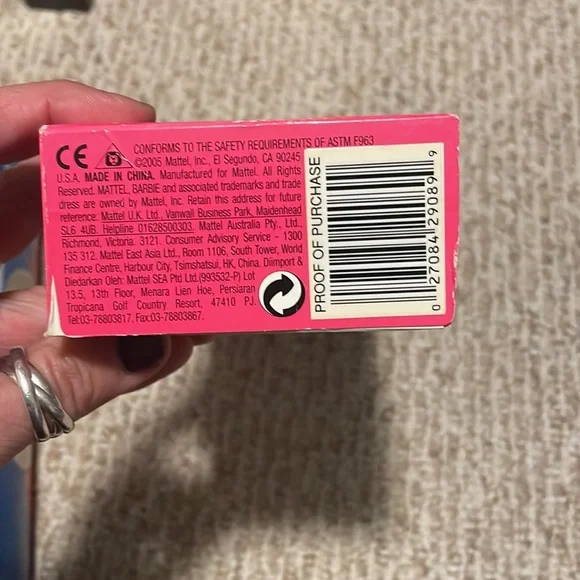 CE
CONFORMS TO THE SAFETY REQUIREMENTS OF ASTM F963
©2005 Mattel, Inc., El Segundo, CA 90245
U.S.A. MADE IN CHINA. Manufactured for Mattel. All Rights
Reserved. MATTEL, BARBIE and associated trademarks and trade
dress are owned by Mattel, Inc. Retain this address for future
reference: Mattel U.K. Ltd., Vanwall Business Park, Maidenhead
SL6 4UB. Helpline 01628500303. Mattel Australia Pty., Ltd.,
Richmond, Victoria. 3121. Consumer Advisory Service - 1300
135 312. Mattel East Asia Ltd., Room 1106, South Tower, World
Finance Centre, Harbour City, Tsimshatsui, HK, China. Diimport &
Diedarkan Oleh: Mattel SEA Ptd Ltd.(993532-P) Lot
13.5, 13th Floor, Menara Lien Hoe, Persiaran
Tropicana Golf Country Resort, 47410 PJ.
Tel:03-78803817, Fax:03-78803867.
PROOF OF PURCHASE
0 27084 29089 9